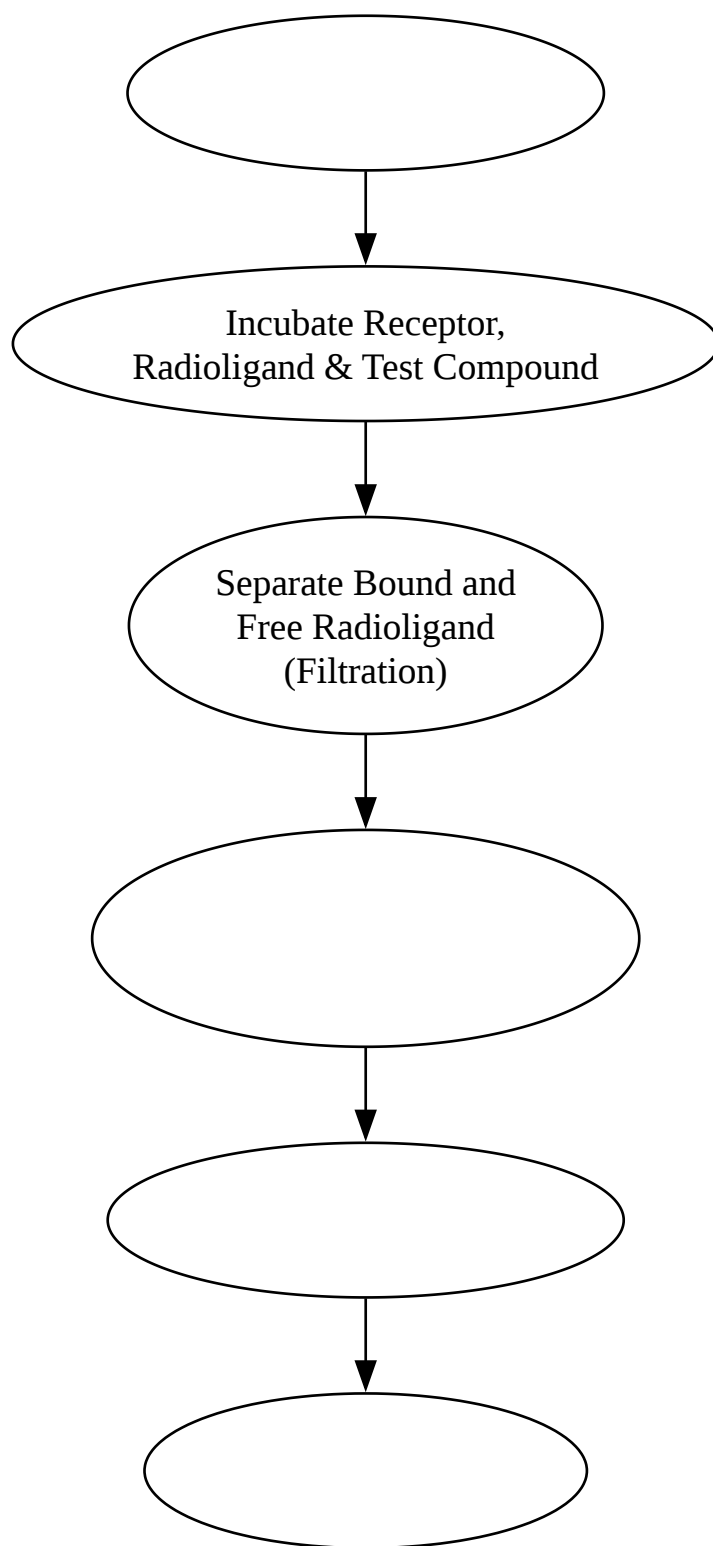 Incubate Receptor,
Radioligand & Test Compound
Separate Bound and
Free Radioligand
(Filtration)